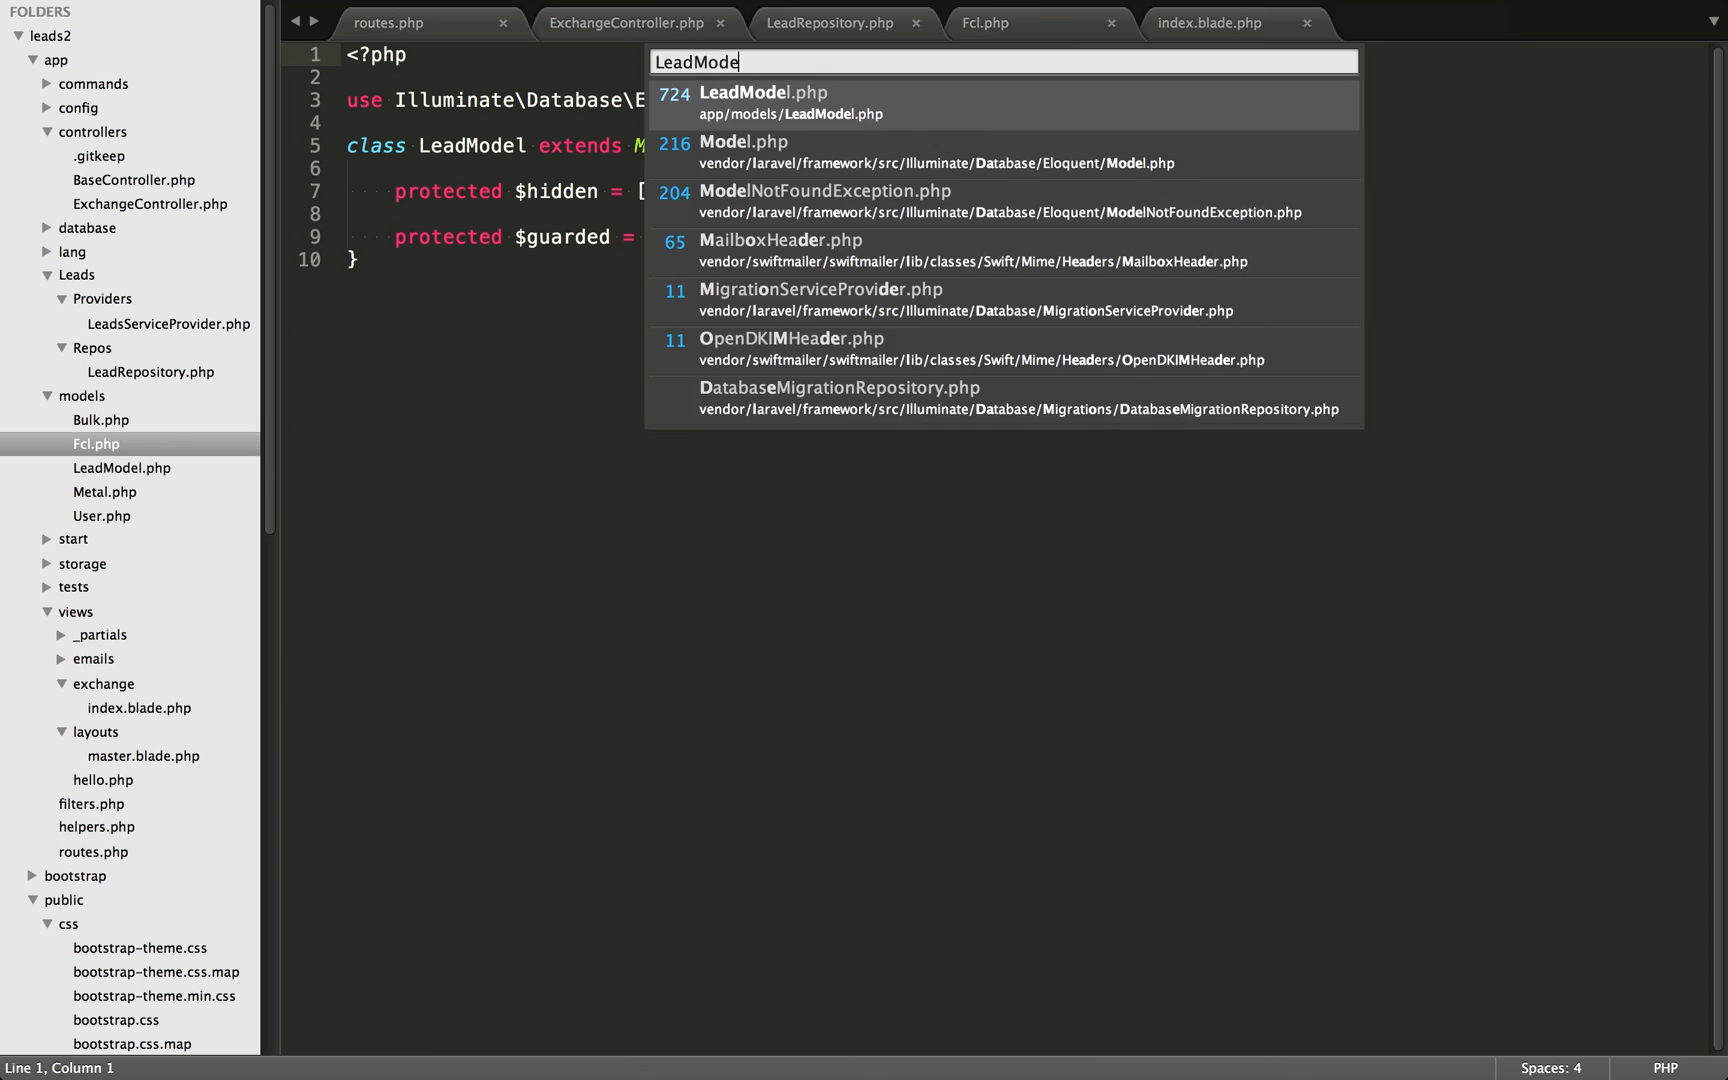 FOLDERS
leads2
app
commands
config
controllers
.gitkeep
BaseController.php
ExchangeController.php
database
lang
Leads
Providers
LeadsServiceProvider.php
Repos
LeadRepository.php
models
Bulk.php
Fcl.php
LeadModel.php
Metal.php
User.php
start
storage
tests
views
_partials
emails
exchange
index.blade.php
layouts
master.blade.php
hello.php
filters.php
helpers.php
routes.php
bootstrap
public
css
bootstrap-theme.css
bootstrap-theme.css.map
bootstrap-theme.min.css
bootstrap.css
bootstrap.css.map
routes.php × ExchangeController.php × LeadRepository.php × Fcl.php × index.blade.php ×
1 <?php
2
3 use Illuminate\Database\E
4
5 class LeadModel extends M
6
7 protected $hidden = [
8
9 protected $guarded =
10 }
LeadMode
724 LeadModel.php
app/models/LeadModel.php
216 Model.php
vendor/laravel/framework/src/Illuminate/Database/Eloquent/Model.php
204 ModelNotFoundException.php
vendor/laravel/framework/src/Illuminate/Database/Eloquent/ModelNotFoundException.php
65 MailboxHeader.php
vendor/swiftmailer/swiftmailer/lib/classes/Swift/Mime/Headers/MailboxHeader.php
11 MigrationServiceProvider.php
vendor/laravel/framework/src/Illuminate/Database/MigrationServiceProvider.php
11 OpenDKIMHeader.php
vendor/swiftmailer/swiftmailer/lib/classes/Swift/Mime/Headers/OpenDKIMHeader.php
DatabaseMigrationRepository.php
vendor/laravel/framework/src/Illuminate/Database/Migrations/DatabaseMigrationRepository.php
Line 1, Column 1
Spaces: 4
PHP